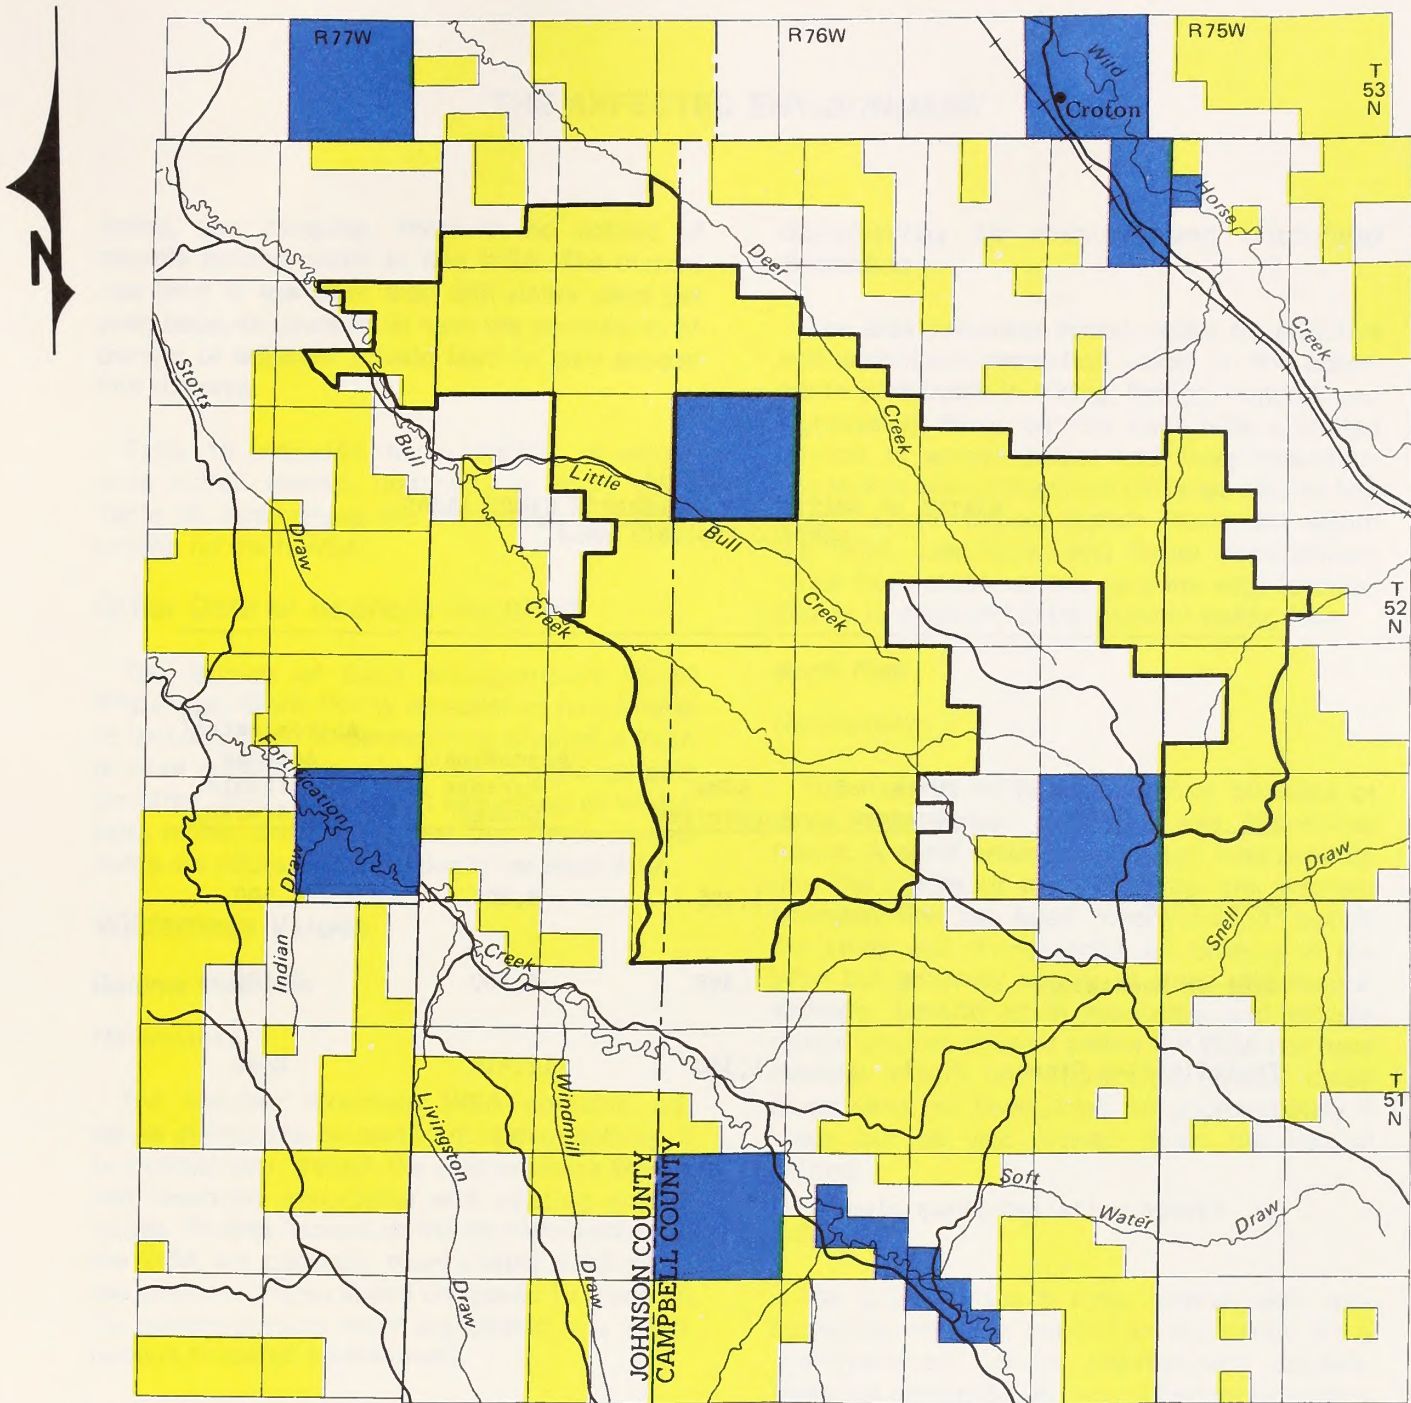 R77W
R76W
R75W
T
53
N
Wild
Croton
Horse
Creek
N
Deer
Creek
Stotts
Draw
Bull
Creek
Little
Bull
Creek
T
52
N
Fortification
Creek
Indian
Draw
Snell
Draw
Livingston
Draw
Windmill
Draw
T
51
N
Soft
Water
Draw
JOHNSON COUNTY
CAMPBELL COUNTY